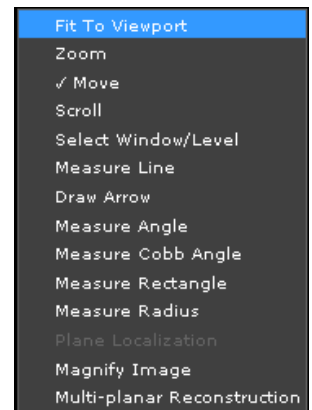 Fit To Viewport
Zoom
✓ Move
Scroll
Select Window/Level
Measure Line
Draw Arrow
Measure Angle
Measure Cobb Angle
Measure Rectangle
Measure Radius
Plane Localization
Magnify Image
Multi-planar Reconstruction